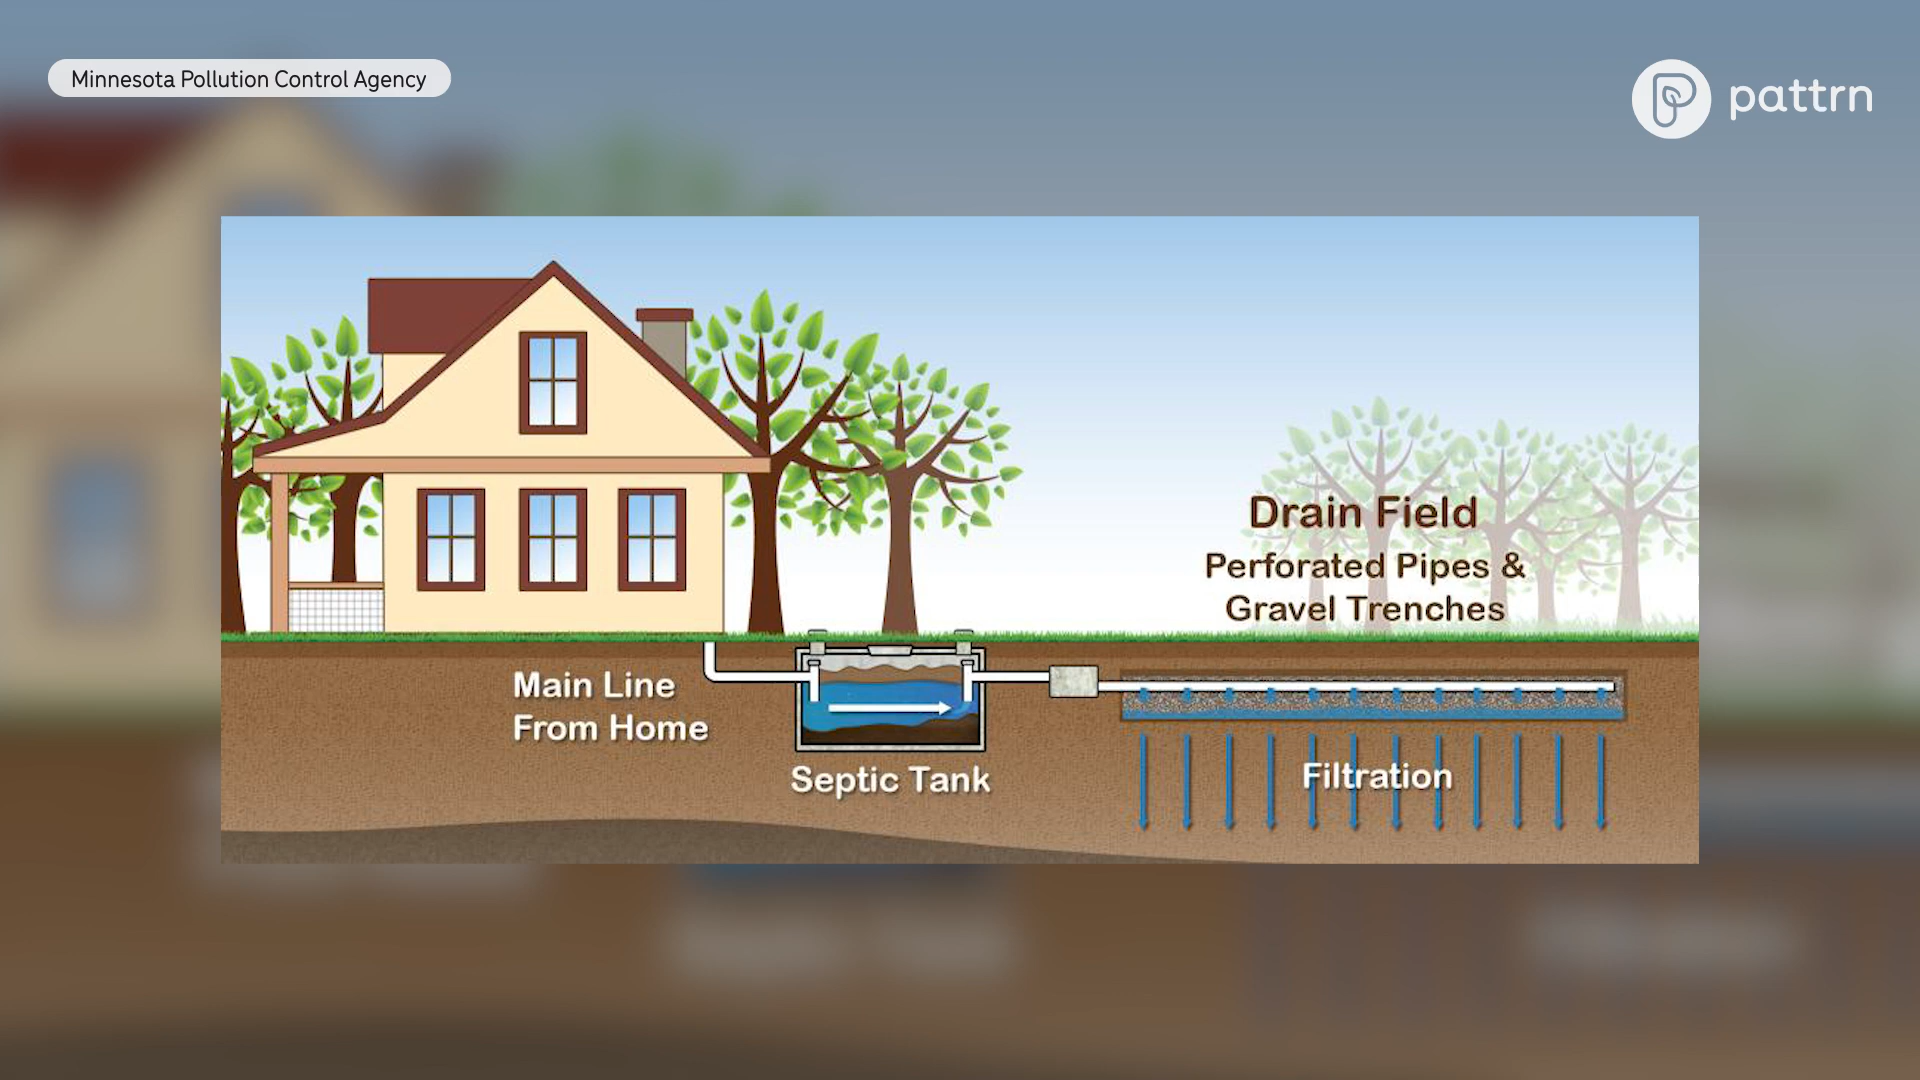 Minnesota Pollution Control Agency
pattrn
Drain Field
Perforated Pipes &
Gravel Trenches
Main Line
From Home
Septic Tank
Filtration